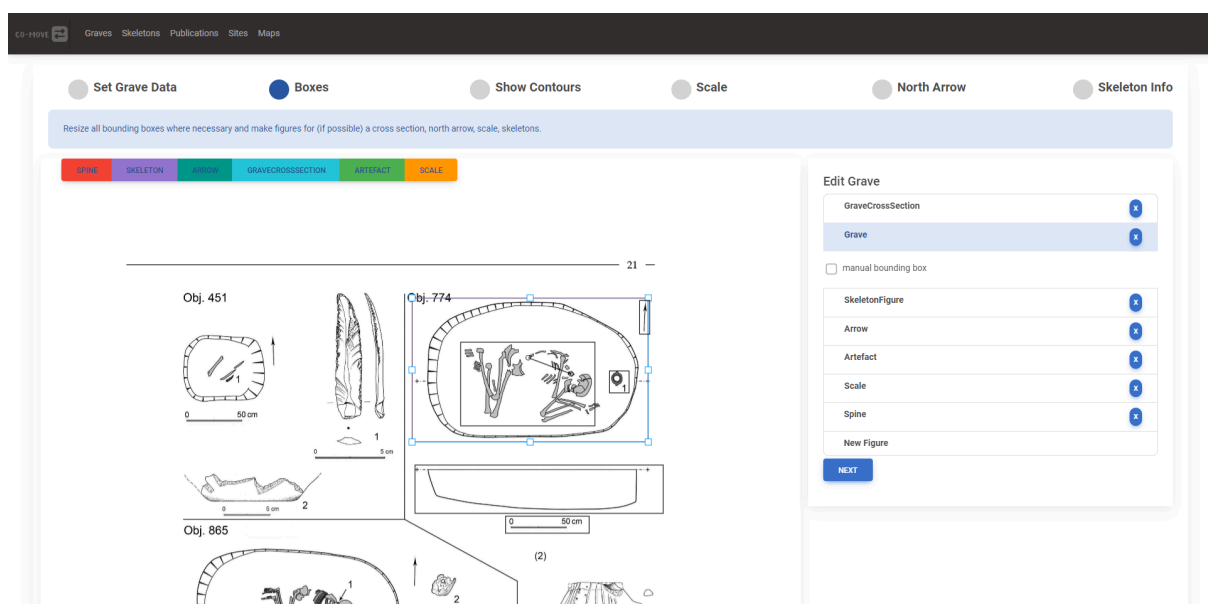 CO-MOVE Graves Skeletons Publications Sites Maps
Set Grave Data Boxes Show Contours Scale North Arrow Skeleton Info
Resize all bounding boxes where necessary and make figures for (if possible) a cross section, north arrow, scale, skeletons.
SPINE SKELETON ARROW GRAVECROSSSECTION ARTEFACT SCALE
Edit Grave
GraveCrossSection X
Grave X
manual bounding box
SkeletonFigure X
Arrow X
Artefact X
Scale X
Spine X
New Figure
NEXT
21 —
Obj. 451
Obj. 774
1
1
0 50 cm
1
0 5 cm
2
0 5 cm
0 50 cm
Obj. 865
(2)
1
2